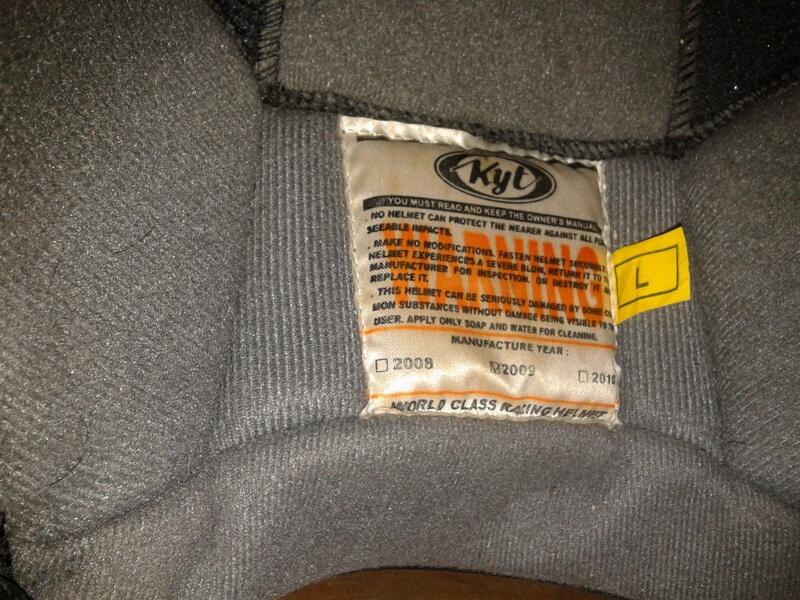 Kyt
YOU MUST READ AND KEEP THE OWNER'S MANUAL
WARNING
. NO HELMET CAN PROTECT THE WEARER AGAINST ALL
SEEABLE IMPACTS.
. MAKE NO MODIFICATIONS. FASTEN HELMET
HELMET EXPERIENCES A SEVERE BLOW, RETURN IT TO
MANUFACTURER FOR INSPECTION. OR DESTROY IT
REPLACE IT.
. THIS HELMET CAN BE SERIOUSLY DAMAGED BY SOME
MON SUBSTANCES WITHOUT DAMAGE BEING VISIBLE TO
USER. APPLY ONLY SOAP AND WATER FOR CLEANING.
MANUFACTURE YEAR :
2008 2009 2010
WORLD CLASS RACING HELMET
L